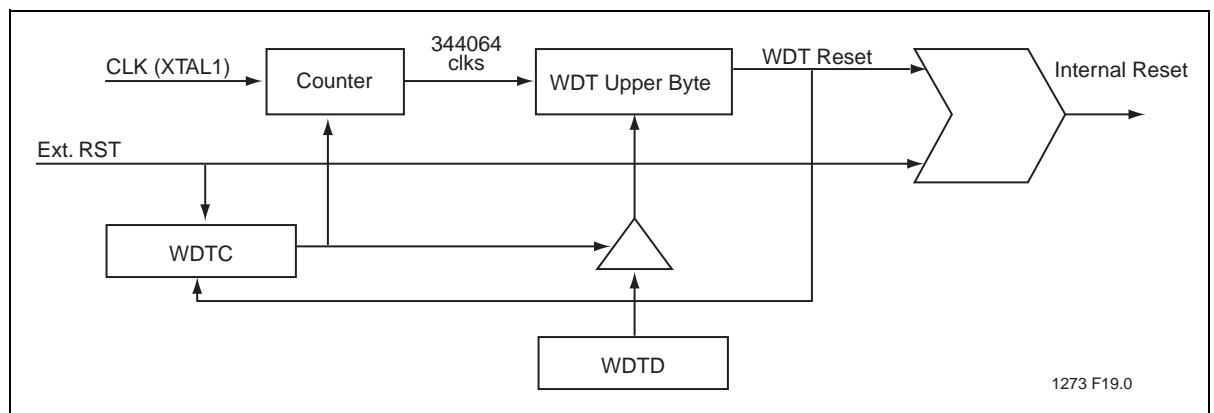 344064
clks
CLK (XTAL1)
Counter
WDT Upper Byte
WDT Reset
Internal Reset
Ext. RST
WDTC
WDTD
1273 F19.0